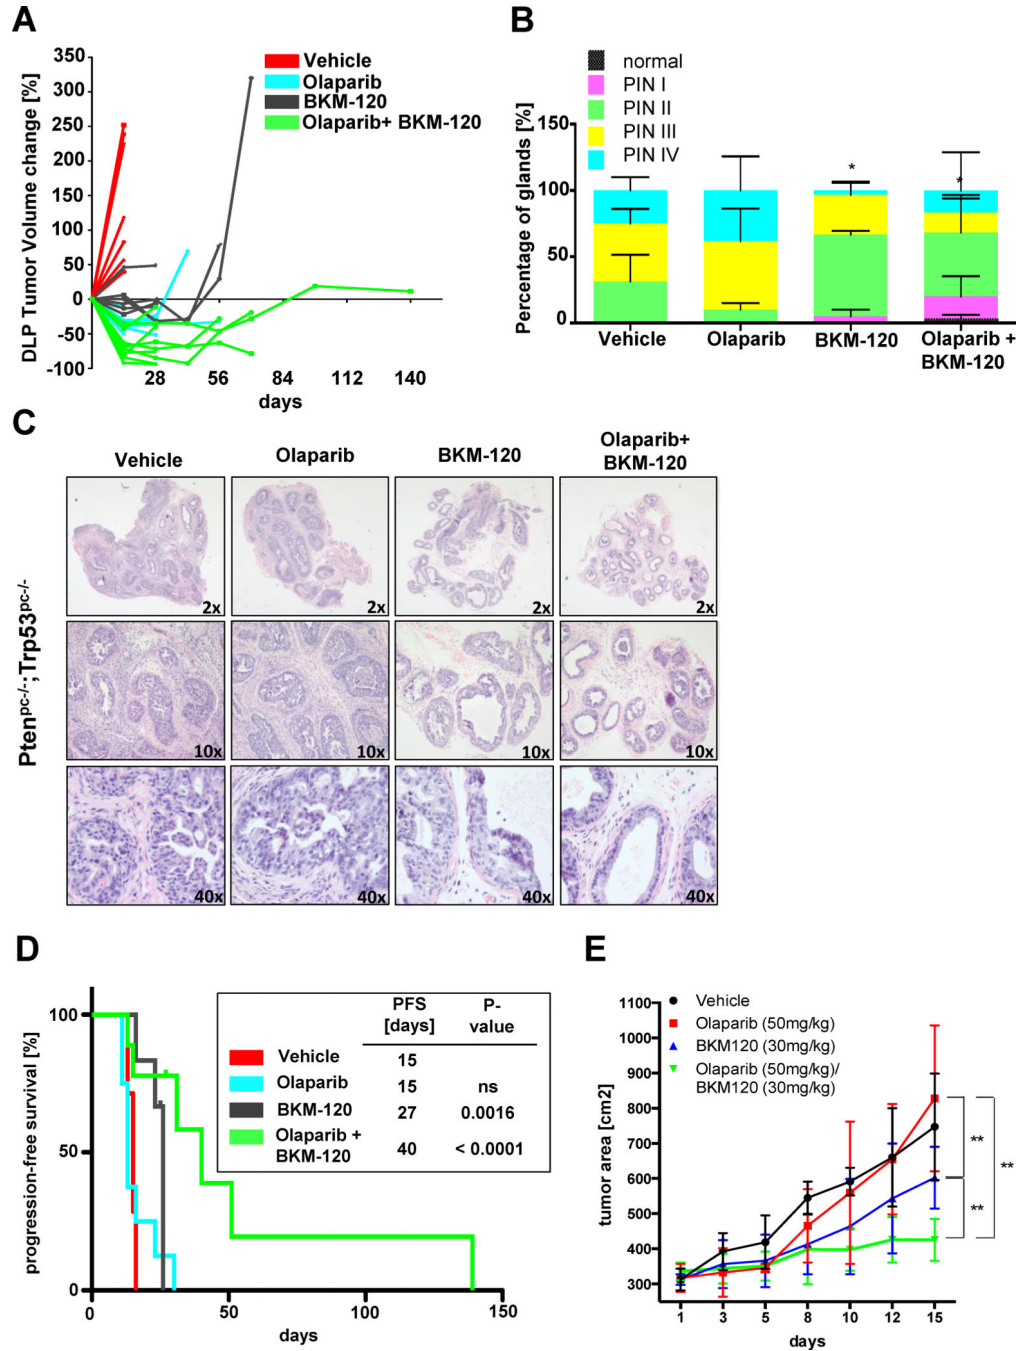 A
DLP Tumor Volume change [%]
350
300
250
200
150
100
50
0
-50
-100
28
56
84
112
140
days
Vehicle
Olaparib
BKM-120
Olaparib+ BKM-120
B
normal
PIN I
PIN II
PIN III
PIN IV
Percentage of glands [%]
150
100
50
0
*
*
Vehicle
Olaparib
BKM-120
Olaparib +
BKM-120
C
Vehicle
Olaparib
BKM-120
Olaparib+
BKM-120
Ptenpc-/-;Trp53pc-/-
2x
2x
2x
2x
10x
10x
10x
10x
40x
40x
40x
40x
D
progression-free survival [%]
100
50
0
0
50
100
150
days
PFS P-
[days] value
Vehicle 15
Olaparib 15 ns
BKM-120 27 0.0016
Olaparib +
BKM-120 40 < 0.0001
E
tumor area [cm2]
1100
1000
900
800
700
600
500
400
300
1
3
5
8
10
12
15
days
Vehicle
Olaparib (50mg/kg)
BKM120 (30mg/kg)
Olaparib (50mg/kg)/
BKM120 (30mg/kg)
**
**
**